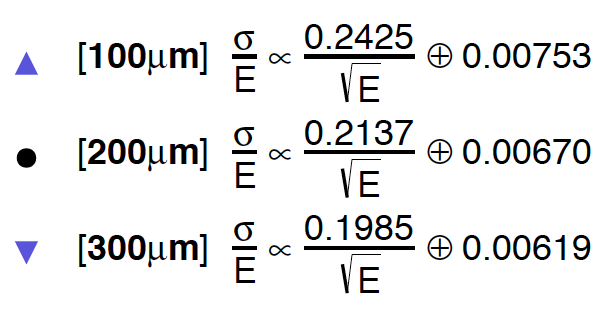 ▲ [100μm] σ/E ∝ 0.2425/√E ⊕ 0.00753
● [200μm] σ/E ∝ 0.2137/√E ⊕ 0.00670
▼ [300μm] σ/E ∝ 0.1985/√E ⊕ 0.00619